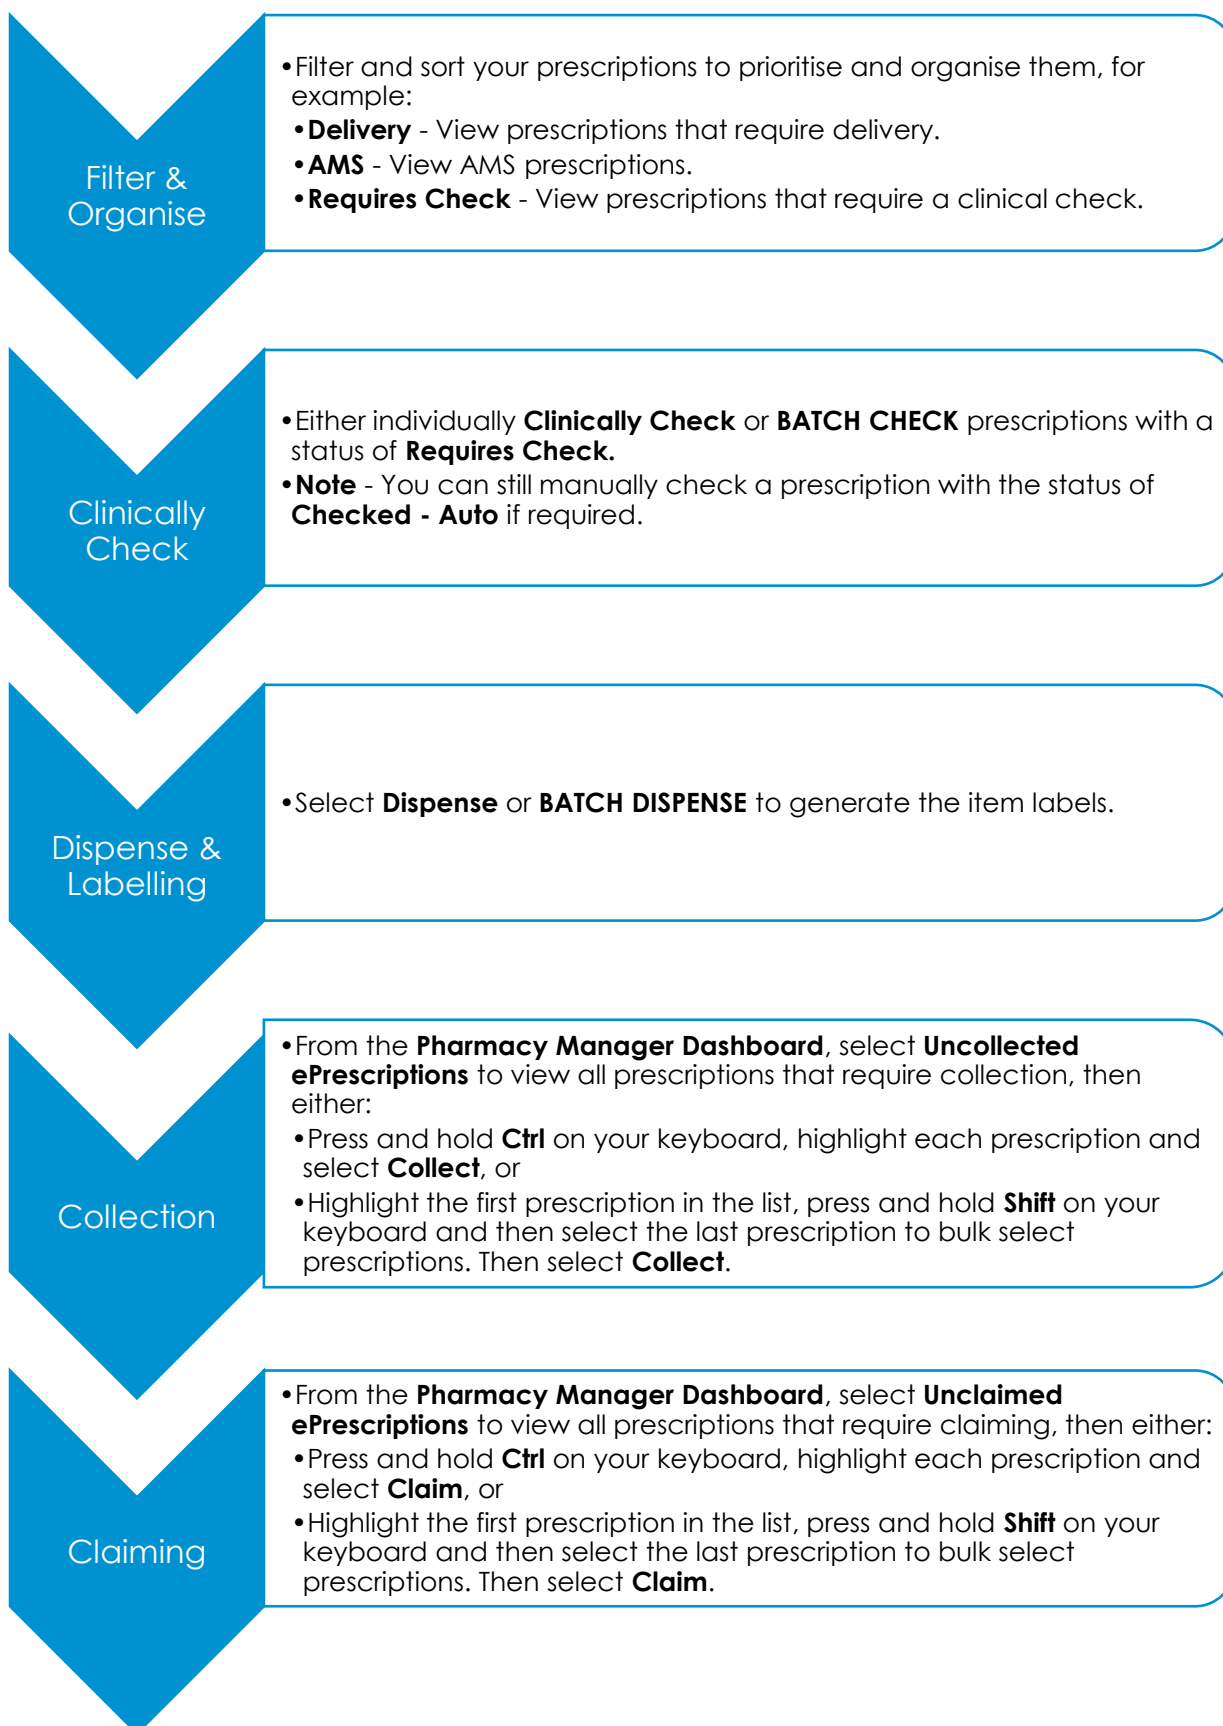 Filter &
Organise
•Filter and sort your prescriptions to prioritise and organise them, for
example:
•Delivery - View prescriptions that require delivery.
•AMS - View AMS prescriptions.
•Requires Check - View prescriptions that require a clinical check.
Clinically
Check
•Either individually Clinically Check or BATCH CHECK prescriptions with a
status of Requires Check.
•Note - You can still manually check a prescription with the status of
Checked - Auto if required.
Dispense &
Labelling
•Select Dispense or BATCH DISPENSE to generate the item labels.
Collection
•From the Pharmacy Manager Dashboard, select Uncollected
ePrescriptions to view all prescriptions that require collection, then
either:
•Press and hold Ctrl on your keyboard, highlight each prescription and
select Collect, or
•Highlight the first prescription in the list, press and hold Shift on your
keyboard and then select the last prescription to bulk select
prescriptions. Then select Collect.
Claiming
•From the Pharmacy Manager Dashboard, select Unclaimed
ePrescriptions to view all prescriptions that require claiming, then either:
•Press and hold Ctrl on your keyboard, highlight each prescription and
select Claim, or
•Highlight the first prescription in the list, press and hold Shift on your
keyboard and then select the last prescription to bulk select
prescriptions. Then select Claim.